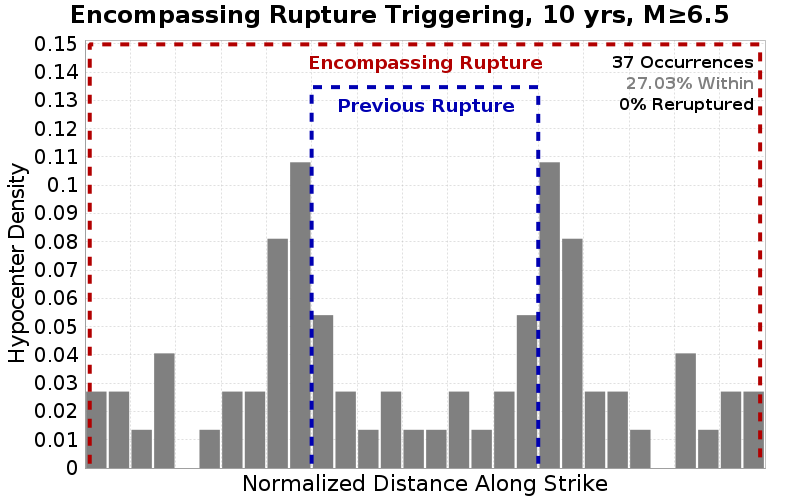 Encompassing Rupture Triggering, 10 yrs, M≥6.5
0.15
0.14
0.13
0.12
0.11
0.1
0.09
0.08
0.07
0.06
0.05
0.04
0.03
0.02
0.01
0
Hypocenter Density
Encompassing Rupture
Previous Rupture
37 Occurrences
27.03% Within
0% Reruptured
Normalized Distance Along Strike